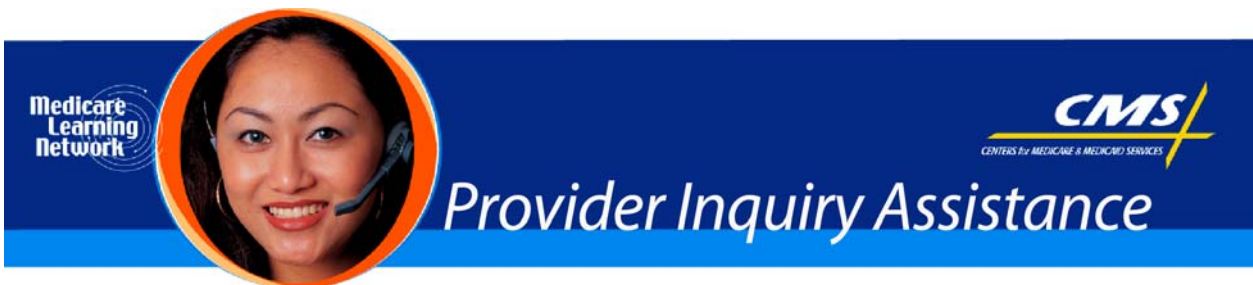 Medicare
Learning
Network
CMS
CENTERS for MEDICARE & MEDICAID SERVICES
Provider Inquiry Assistance